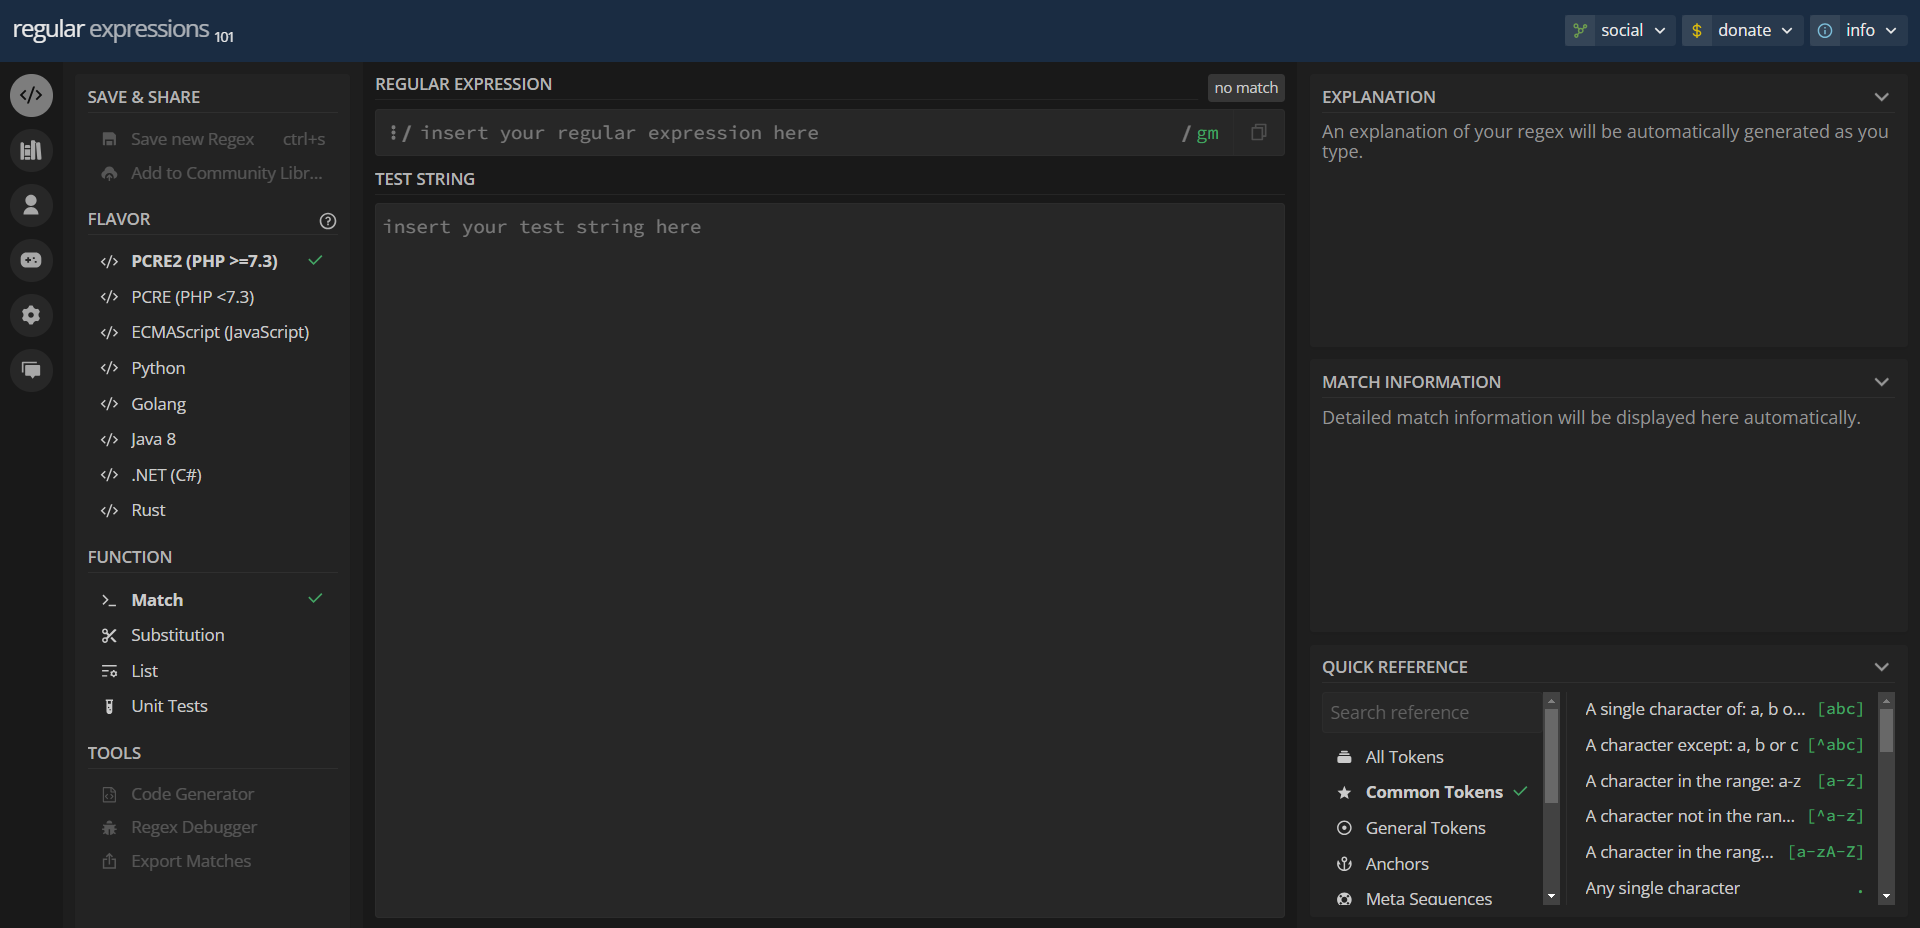 regular expressions 101
social
donate
info
SAVE & SHARE
Save new Regex ctrl+s
Add to Community Libr...
FLAVOR
PCRE2 (PHP >=7.3)
PCRE (PHP <7.3)
ECMAScript (JavaScript)
Python
Golang
Java 8
.NET (C#)
Rust
FUNCTION
Match
Substitution
List
Unit Tests
TOOLS
Code Generator
Regex Debugger
Export Matches
REGULAR EXPRESSION
no match
/ insert your regular expression here / gm
TEST STRING
insert your test string here
EXPLANATION
An explanation of your regex will be automatically generated as you
type.
MATCH INFORMATION
Detailed match information will be displayed here automatically.
QUICK REFERENCE
Search reference
All Tokens
Common Tokens
General Tokens
Anchors
Meta Sequences
A single character of: a, b o... [abc]
A character except: a, b or c [^abc]
A character in the range: a-z [a-z]
A character not in the ran... [^a-z]
A character in the rang... [a-zA-Z]
Any single character .